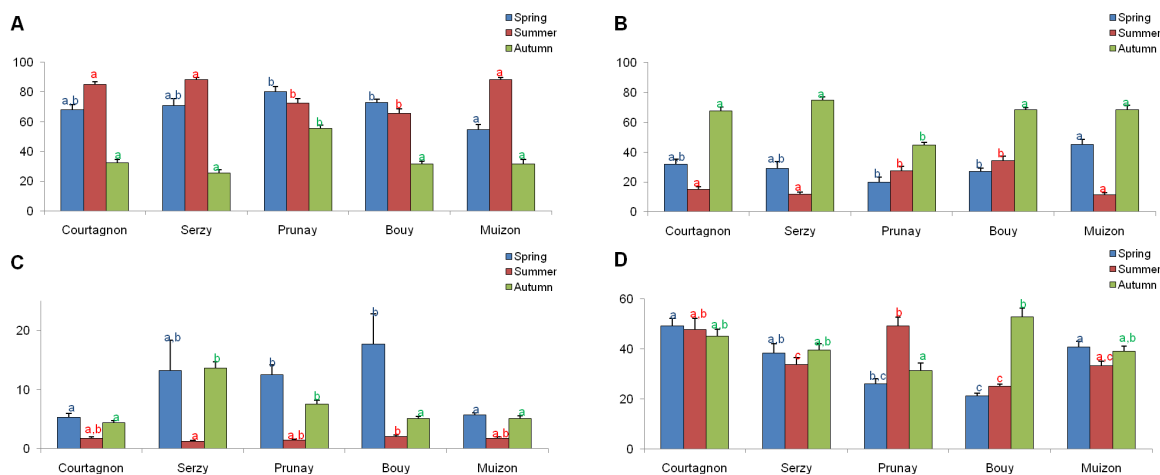 A
Spring
Summer
Autumn
100
80
60
40
20
0
a,b a a
a,b a a
b b b
b b a
a a a
Courtagnon Serzy Prunay Bouy Muizon
B
Spring
Summer
Autumn
100
80
60
40
20
0
a,b a a
a,b a a
b b b
b b a
a a a
Courtagnon Serzy Prunay Bouy Muizon
C
Spring
Summer
Autumn
20
10
0
a a,b a
a,b a b
b a,b b
b b a
a a,b a
Courtagnon Serzy Prunay Bouy Muizon
D
Spring
Summer
Autumn
60
40
20
0
a a,b a,b
a,b c a,b
b,c b a
c c b
a a,c a,b
Courtagnon Serzy Prunay Bouy Muizon